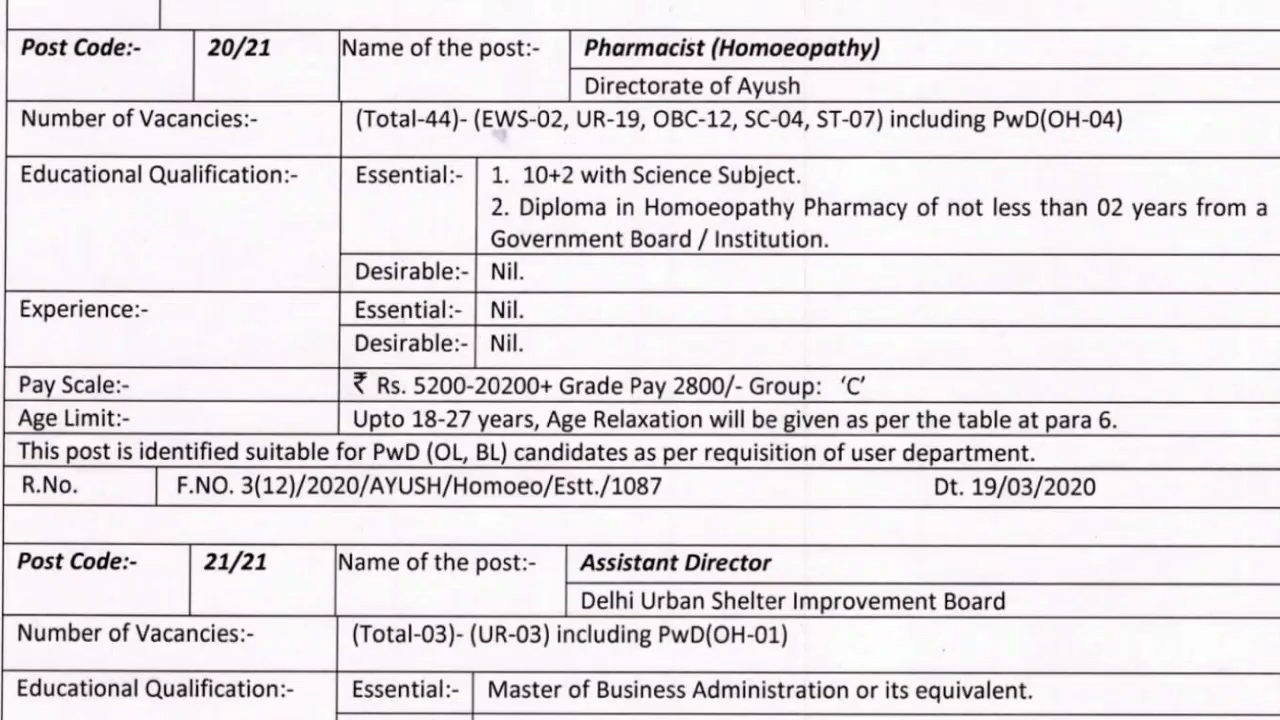 Post Code:- 20/21 Name of the post:- Pharmacist (Homoeopathy)
Directorate of Ayush
Number of Vacancies:- (Total-44)- (EWS-02, UR-19, OBC-12, SC-04, ST-07) including PwD(OH-04)
Educational Qualification:- Essential:- 1. 10+2 with Science Subject.
2. Diploma in Homoeopathy Pharmacy of not less than 02 years from a
Government Board / Institution.
Desirable:- Nil.
Experience:- Essential:- Nil.
Desirable:- Nil.
Pay Scale:- ₹ Rs. 5200-20200+ Grade Pay 2800/- Group: ‘C’
Age Limit:- Upto 18-27 years, Age Relaxation will be given as per the table at para 6.
This post is identified suitable for PwD (OL, BL) candidates as per requisition of user department.
R.No. F.NO. 3(12)/2020/AYUSH/Homoeo/Estt./1087 Dt. 19/03/2020
Post Code:- 21/21 Name of the post:- Assistant Director
Delhi Urban Shelter Improvement Board
Number of Vacancies:- (Total-03)- (UR-03) including PwD(OH-01)
Educational Qualification:- Essential:- Master of Business Administration or its equivalent.